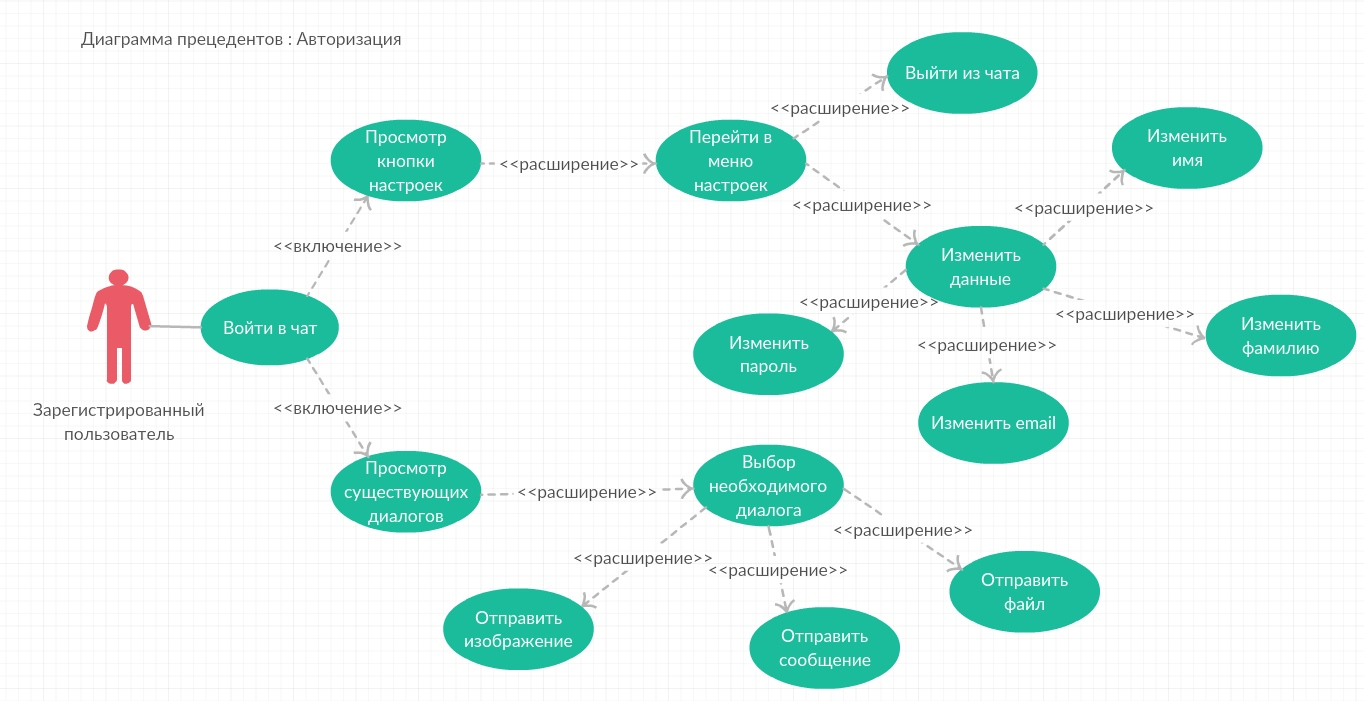 Диаграмма прецедентов : Авторизация
Выйти из чата
<<расширение>>
Просмотр
кнопки
настроек
<<расширение>>
Перейти в
меню
настроек
Изменить
имя
<<расширение>>
<<расширение>>
<<включение>>
Изменить
данные
Войти в чат
<<расширение>>
<<расширение>>
Изменить
фамилию
Изменить
пароль
<<расширение>>
Зарегистрированный
пользователь
<<включение>>
Изменить email
Просмотр
существующих
диалогов
<<расширение>>
Выбор
необходимого
диалога
<<расширение>>
<<расширение>>
<<расширение>>
Отправить
файл
Отправить
изображение
Отправить
сообщение